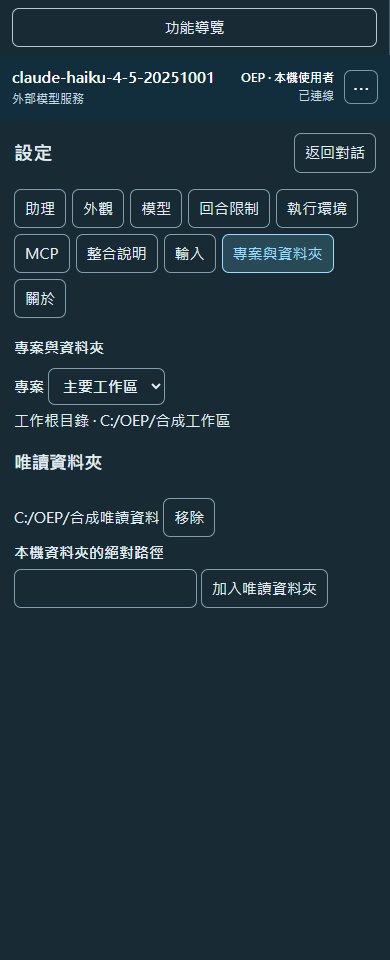 功能導覽
claude-haiku-4-5-20251001
外部模型服務
OEP · 本機使用者
已連線
...
設定
返回對話
助理 外觀 模型 回合限制 執行環境
MCP 整合說明 輸入 專案與資料夾
關於
專案與資料夾
專案 主要工作區
工作根目錄 · C:/OEP/合成工作區
唯讀資料夾
C:/OEP/合成唯讀資料 移除
本機資料夾的絕對路徑
加入唯讀資料夾